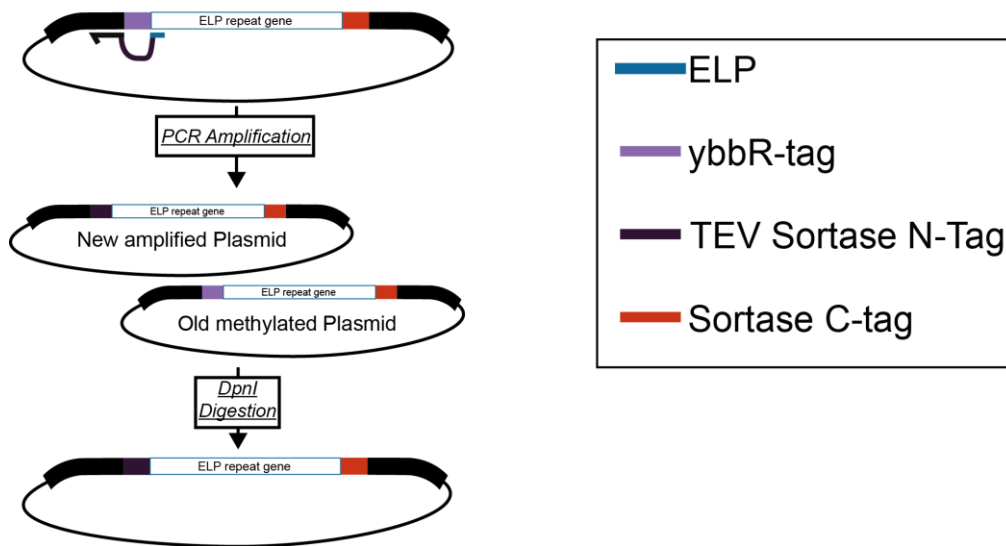 ELP repeat gene
PCR Amplification
ELP repeat gene
New amplified Plasmid
ELP repeat gene
Old methylated Plasmid
DpnI
Digestion
ELP repeat gene
ELP
ybbR-tag
TEV Sortase N-Tag
Sortase C-tag